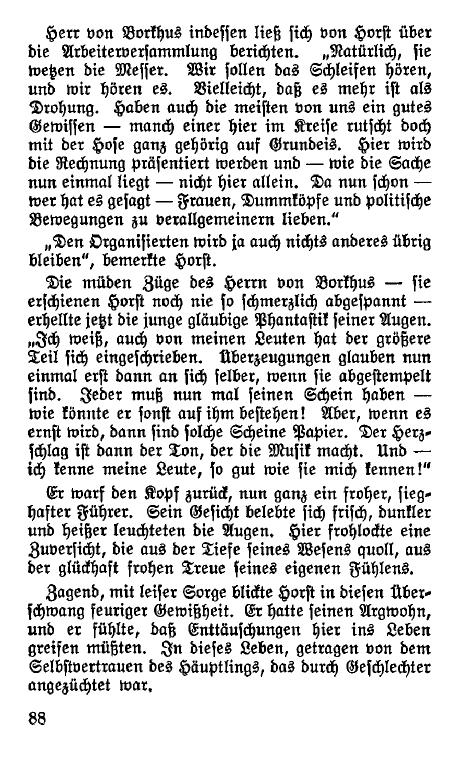 Herr von Borkhus indessen ließ sich von Horst über
die Arbeiterversammlung berichten. „Natürlich, sie
wetzen die Messer. Wir sollen das Schleifen hören,
und wir hören es. Vielleicht, daß es mehr ist als
Drohung. Haben auch die meisten von uns ein gutes
Gewissen — manch einer hier im Kreise rutscht doch
mit der Hose ganz gehörig auf Grundeis. Hier wird
die Rechnung präsentiert werden und — wie die Sache
nun einmal liegt — nicht hier allein. Da nun schon —
wer hat es gesagt — Frauen, Dummköpfe und politische
Bewegungen zu verallgemeinern lieben.“
„Den Organisierten wird ja auch nichts anderes übrig
bleiben“, bemerkte Horst.
Die müden Züge des Herrn von Borkhus — sie
erschienen Horst noch nie so schmerzlich abgespannt —
erhellte jetzt die junge gläubige Phantastik seiner Augen.
„Ich weiß, auch von meinen Leuten hat der größere
Teil sich eingeschrieben. Überzeugungen glauben nun
einmal erst dann an sich selber, wenn sie abgestempelt
sind. Jeder muß nun mal seinen Schein haben —
wie könnte er sonst auf ihm bestehen! Aber, wenn es
ernst wird, dann sind solche Scheine Papier. Der Herz-
schlag ist dann der Ton, der die Musik macht. Und —
ich kenne meine Leute, so gut wie sie mich kennen!“
Er warf den Kopf zurück, nun ganz ein froher, sieg-
hafter Führer. Sein Gesicht belebte sich frisch, dunkler
und heißer leuchteten die Augen. Hier frohlockte eine
Zuversicht, die aus der Tiefe seines Wesens quoll, aus
der glückhaft frohen Treue seines eigenen Fühlens.
Zagend, mit leiser Sorge blickte Horst in diesen Über-
schwang feuriger Gewißheit. Er hatte seinen Argwohn,
und er fühlte, daß Enttäuschungen hier ins Leben
greifen müßten. In dieses Leben, getragen von dem
Selbstvertrauen des Häuptlings, das durch Geschlechter
angezüchtet war.
88